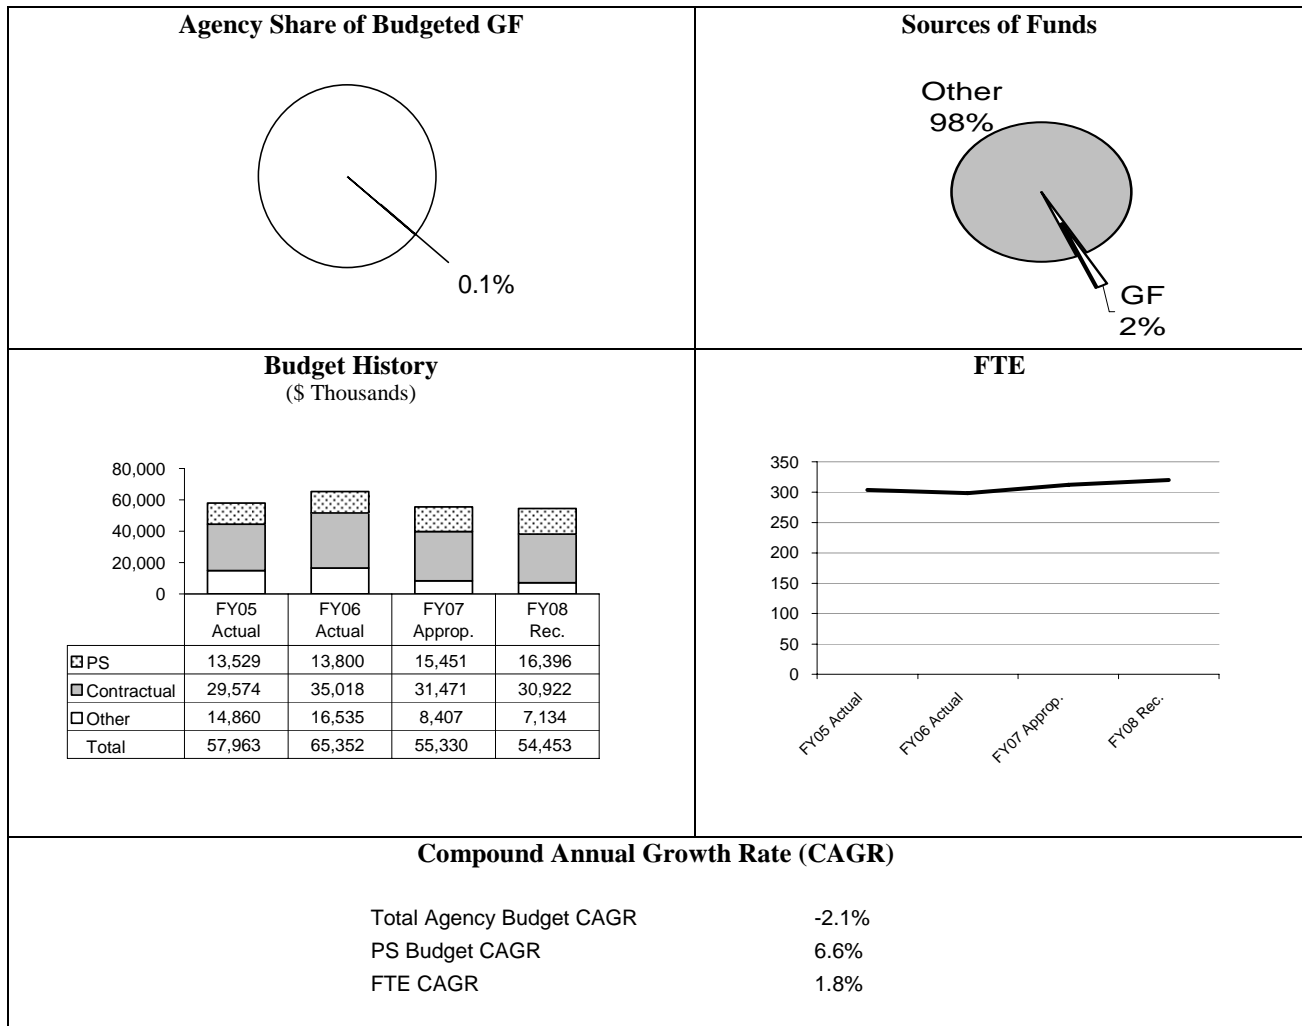 Agency Share of Budgeted GF
0.1%
Sources of Funds
Other
98%
GF
2%
Budget History
($ Thousands)
80,000
60,000
40,000
20,000
0
FY05 FY06 FY07 FY08
Actual Actual Approp. Rec.
PS 13,529 13,800 15,451 16,396
Contractual 29,574 35,018 31,471 30,922
Other 14,860 16,535 8,407 7,134
Total 57,963 65,352 55,330 54,453
FTE
350
300
250
200
150
100
50
0
FY05 Actual
FY06 Actual
FY07 Approp.
FY08 Rec.
Compound Annual Growth Rate (CAGR)
Total Agency Budget CAGR -2.1%
PS Budget CAGR 6.6%
FTE CAGR 1.8%